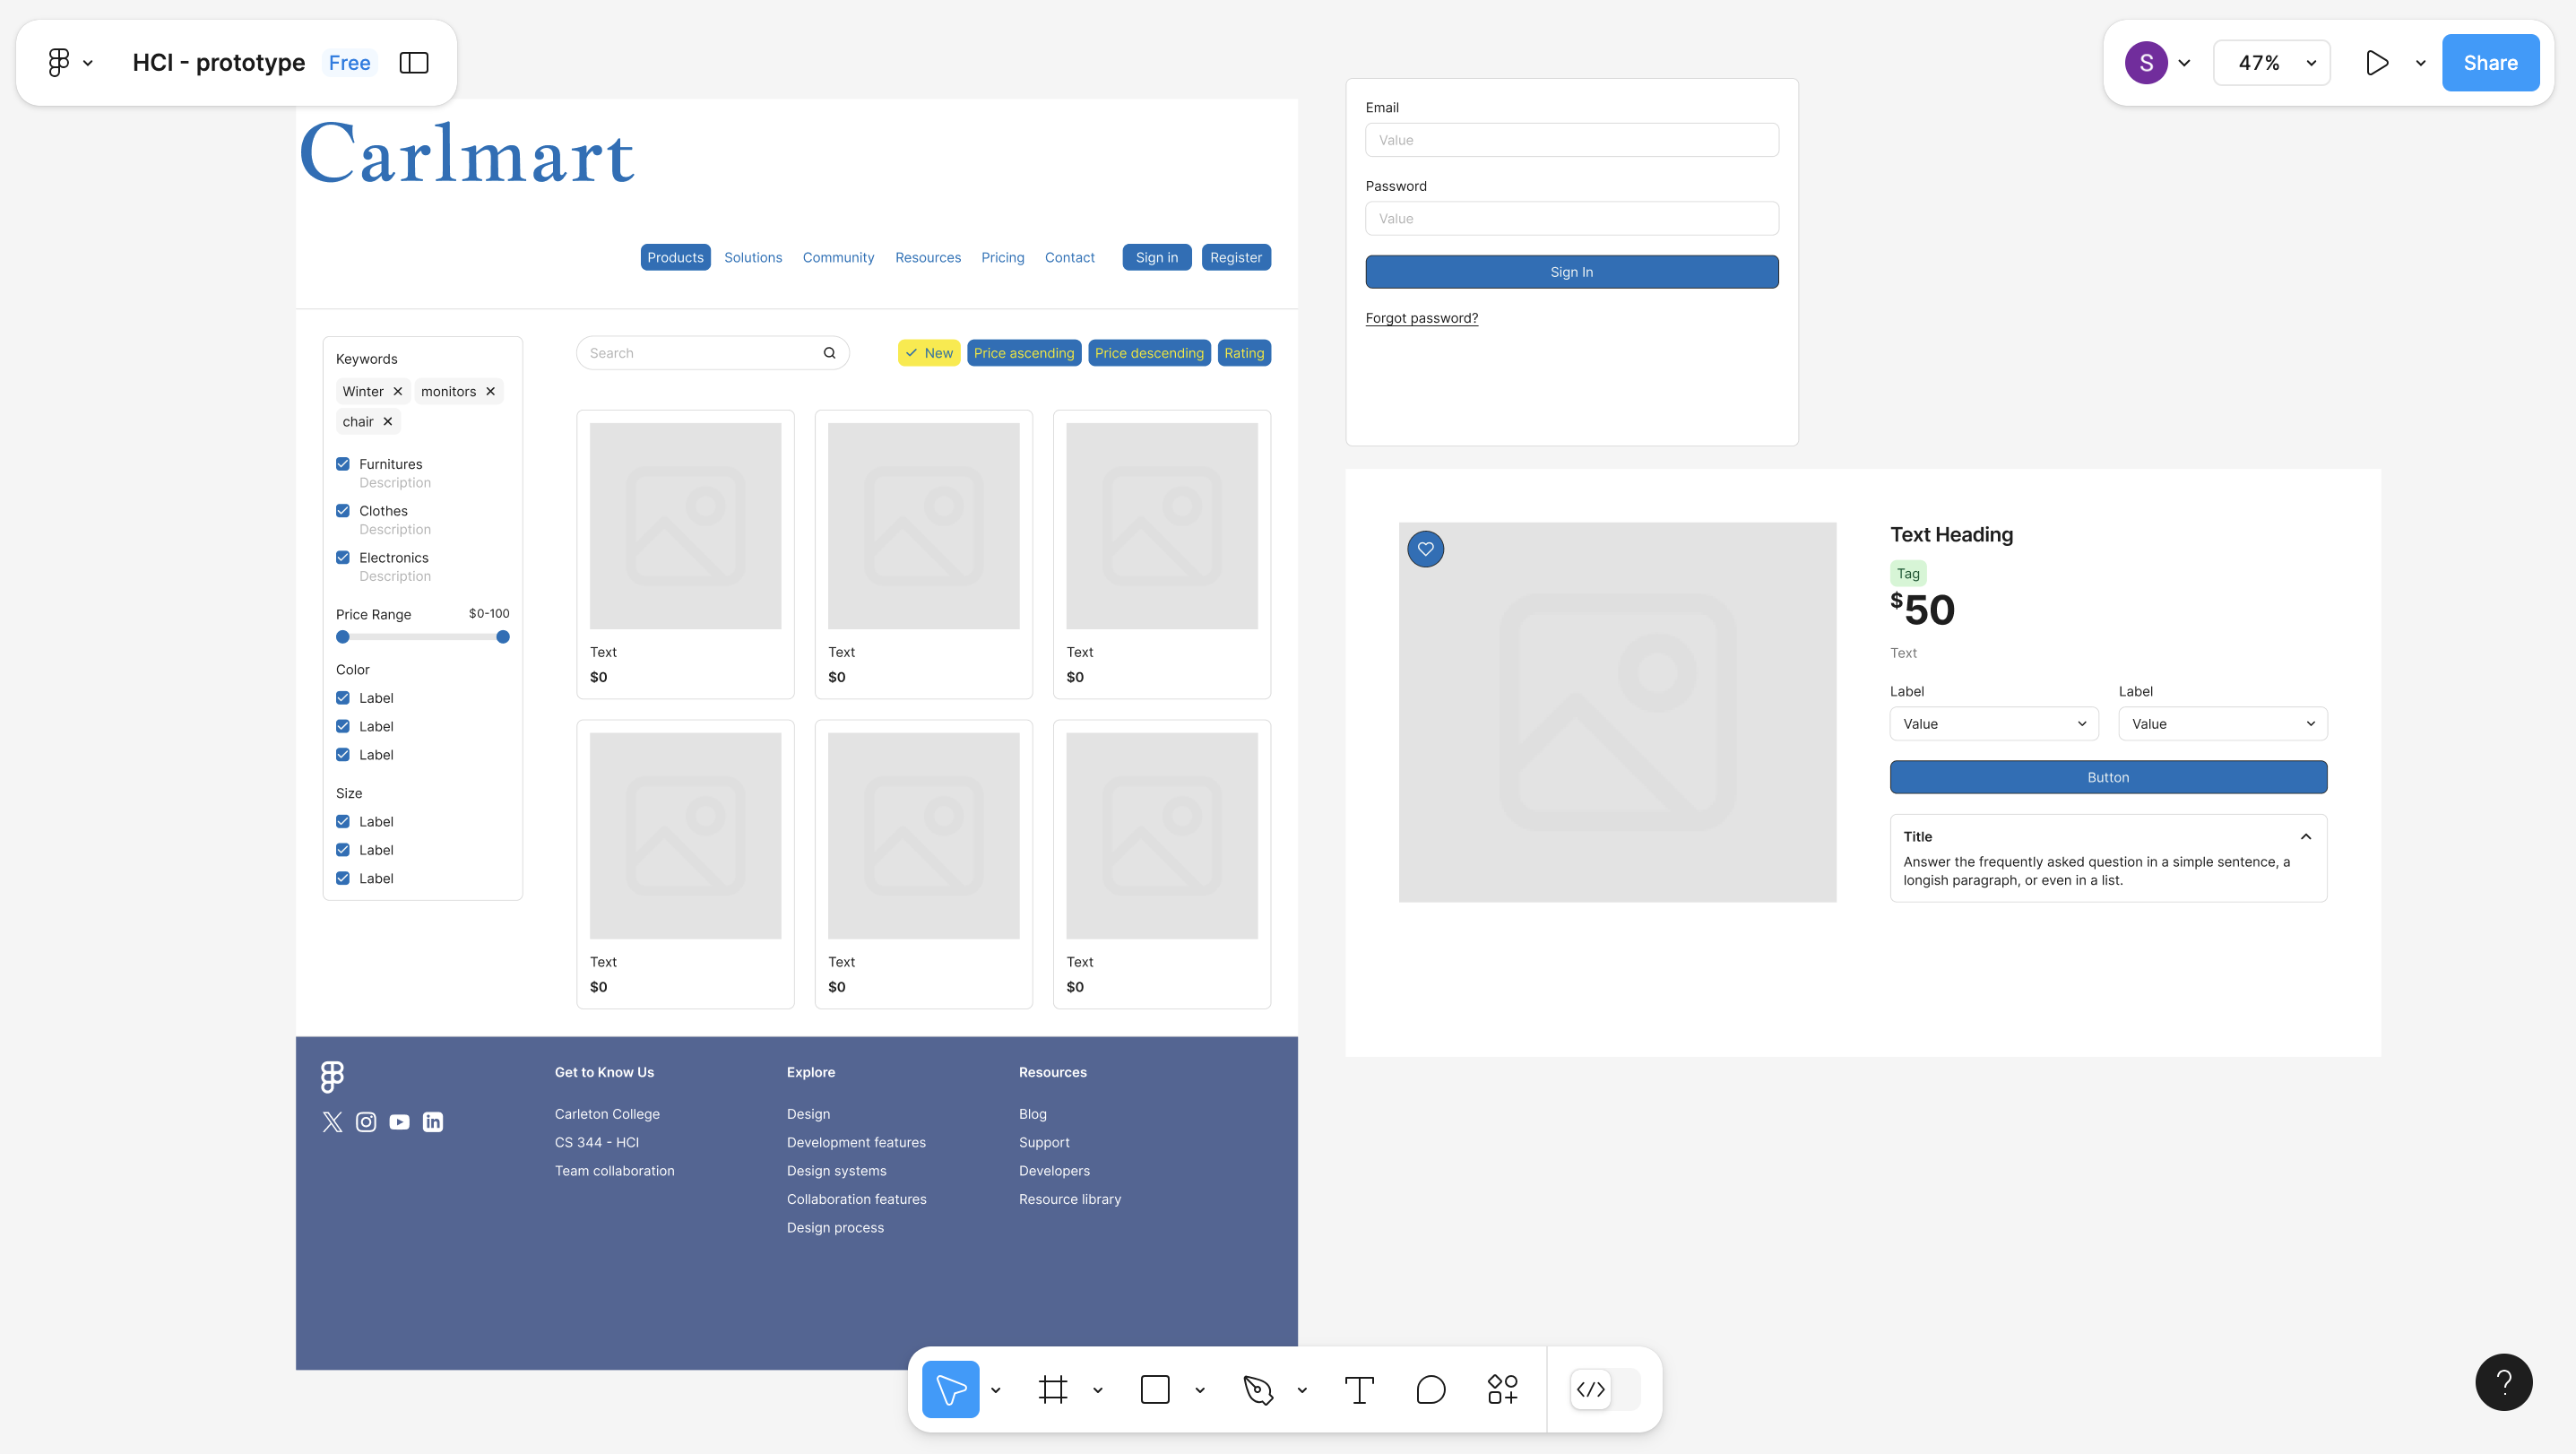 HCI - prototype Free
S 47% Share
Carlmart
Products Solutions Community Resources Pricing Contact Sign in Register
Keywords
Winter monitors
chair
Furnitures
Description
Clothes
Description
Electronics
Description
Price Range $0-100
Color
Label
Label
Label
Size
Label
Label
Label
Search
New Price ascending Price descending Rating
Text
$0
Text
$0
Text
$0
Text
$0
Text
$0
Text
$0
Get to Know Us
Carleton College
CS 344 - HCI
Team collaboration
Explore
Design
Development features
Design systems
Collaboration features
Design process
Resources
Blog
Support
Developers
Resource library
Email
Value
Password
Value
Sign In
Forgot password?
Text Heading
Tag
$50
Text
Label
Value
Label
Value
Button
Title
Answer the frequently asked question in a simple sentence, a
longish paragraph, or even in a list.
?